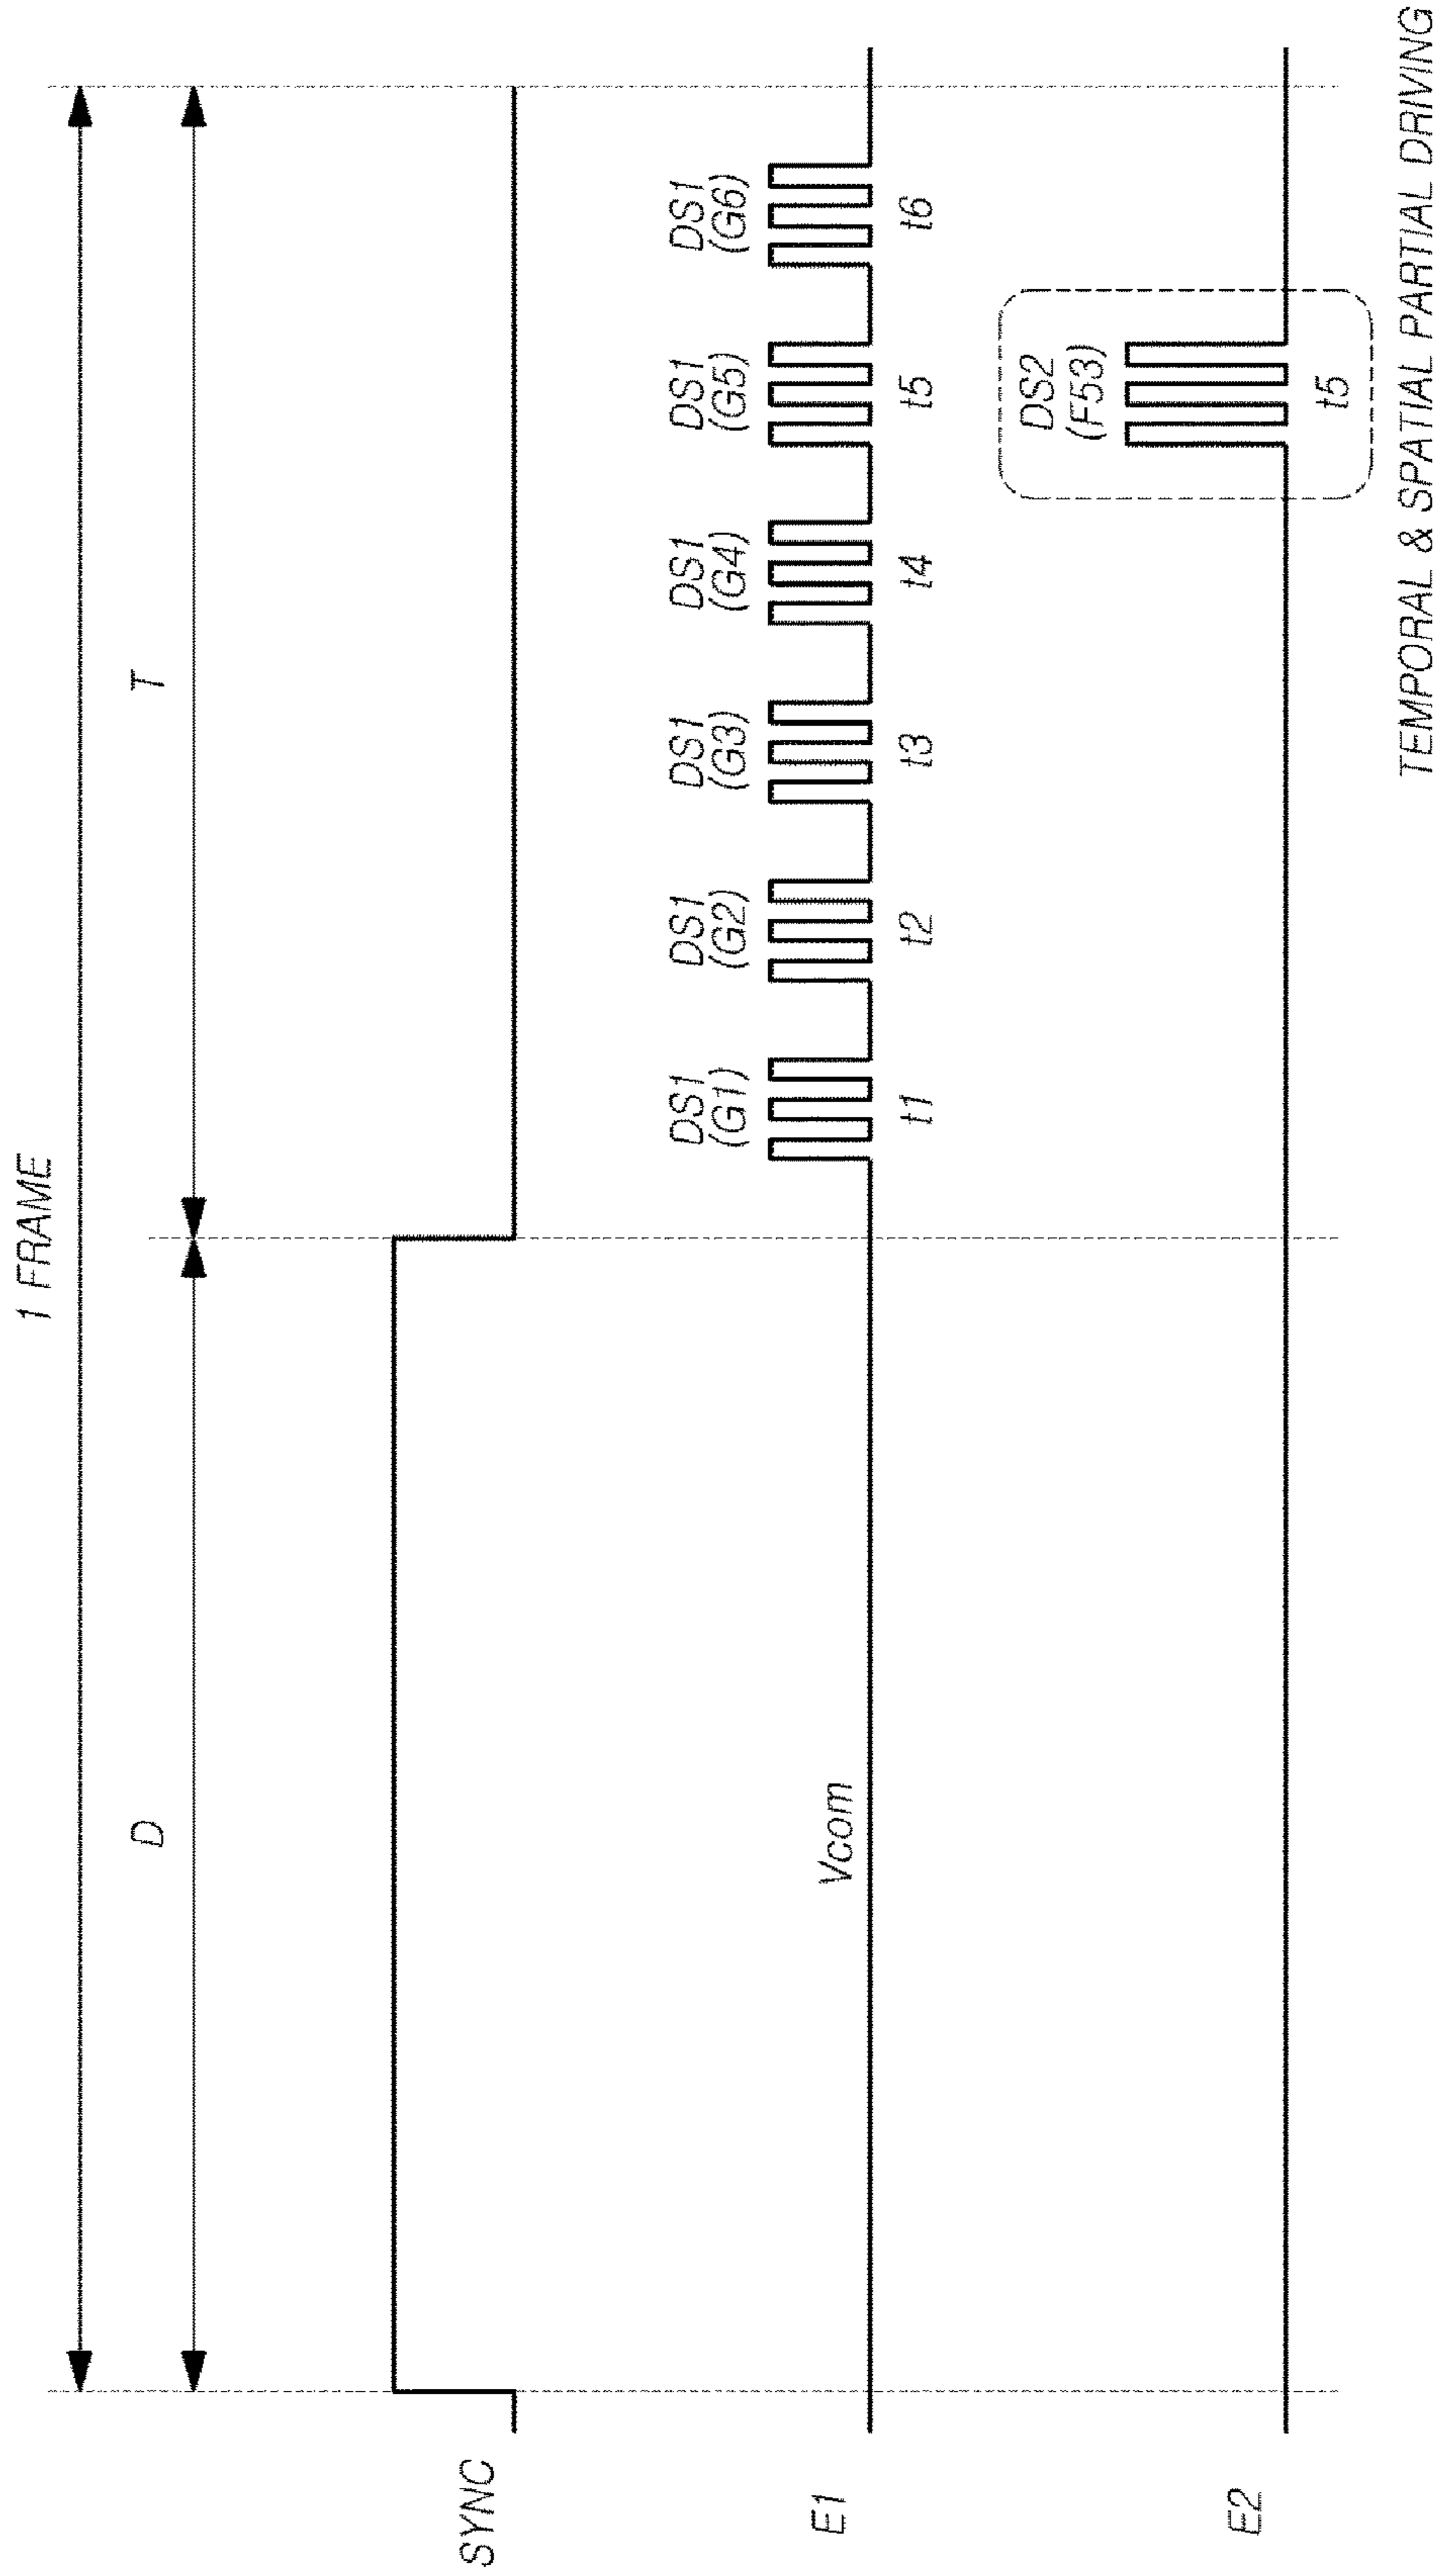 1 FRAME
D
T
SYNC
E1
Vcom
DS1
(G1)
t1
DS1
(G2)
t2
DS1
(G3)
t3
DS1
(G4)
t4
DS1
(G5)
t5
DS1
(G6)
t6
E2
DS2
(F53)
t5
TEMPORAL & SPATIAL PARTIAL DRIVING